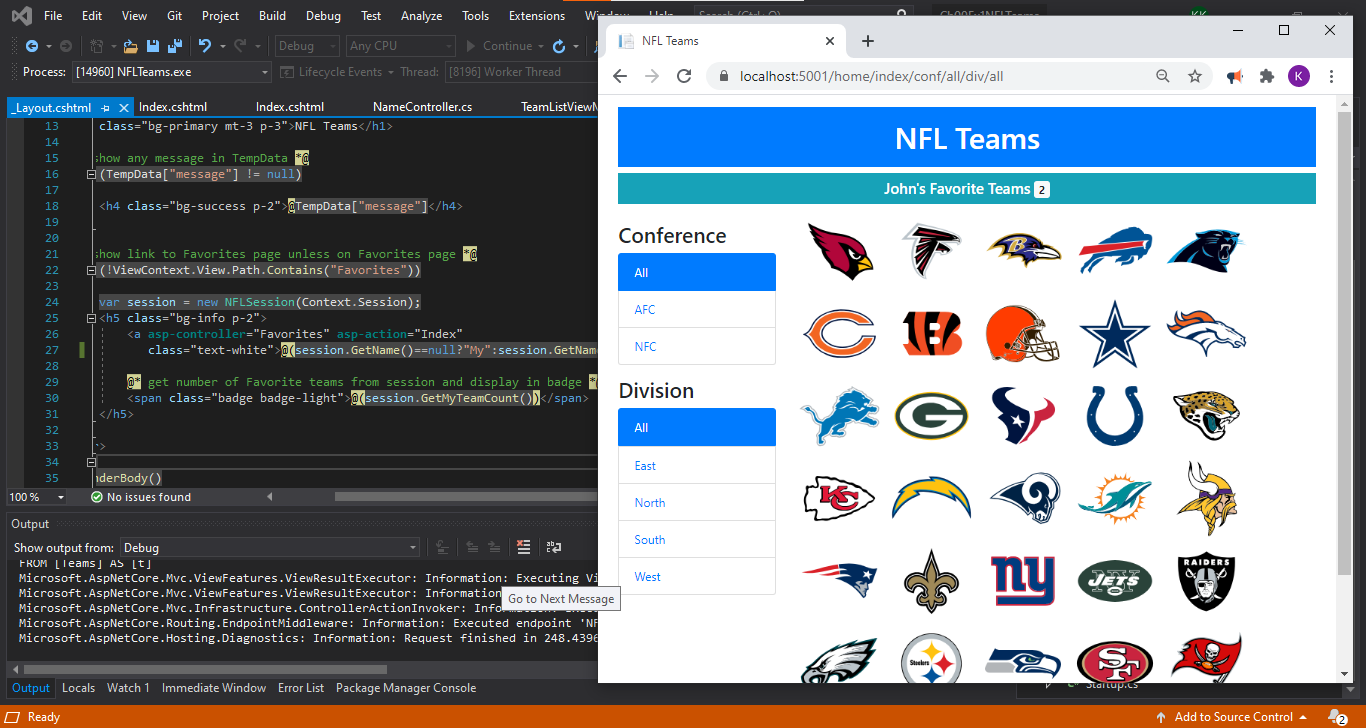 File Edit View Git Project Build Debug Test Analyze Tools Extensions Window Help Search (Ctrl+Q)
KK
Debug Any CPU Continue
Process: [14960] NFLTeams.exe Lifecycle Events Thread: [8196] Worker Thread
_Layout.cshtml Index.cshtml Index.cshtml NameController.cs
13 class="bg-primary mt-3 p-3">NFL Teams</h1>
14
15 show any message in TempData *@
16 (TempData["message"] != null)
17
18 <h4 class="bg-success p-2">@TempData["message"]</h4>
19
20
21 show link to Favorites page unless on Favorites page *@
22 (!ViewContext.View.Path.Contains("Favorites"))
23
24 var session = new NFLSession(Context.Session);
25 <h5 class="bg-info p-2">
26 <a asp-controller="Favorites" asp-action="Index"
27 class="text-white">@(session.GetName()==null?"My":session.GetName
28
29 @* get number of Favorite teams from session and display in badge *
30 <span class="badge badge-light">@(session.GetMyTeamCount())</span>
31 </h5>
32
33
34
35 nderBody()
100 % No issues found
Output
Show output from: Debug
FROM [Teams] AS [t]
Microsoft.AspNetCore.Mvc.ViewFeatures.ViewResultExecutor: Information: Executing Vi
Microsoft.AspNetCore.Mvc.ViewFeatures.ViewResultExecutor: Information
Microsoft.AspNetCore.Mvc.Infrastructure.ControllerActionInvoker:
Microsoft.AspNetCore.Routing.EndpointMiddleware: Information: Executed endpoint 'NF
Microsoft.AspNetCore.Hosting.Diagnostics: Information: Request finished in 248.4396
Go to Next Message
Output Locals Watch 1 Immediate Window Error List Package Manager Console
Ready
Add to Source Control 2
NFL Teams
localhost:5001/home/index/conf/all/div/all K
NFL Teams
John's Favorite Teams 2
Conference
All
AFC
NFC
Division
All
East
North
South
West
B
C
G
KC
ny
JETS
RAIDERS
Steelers
SF
Startup.cs